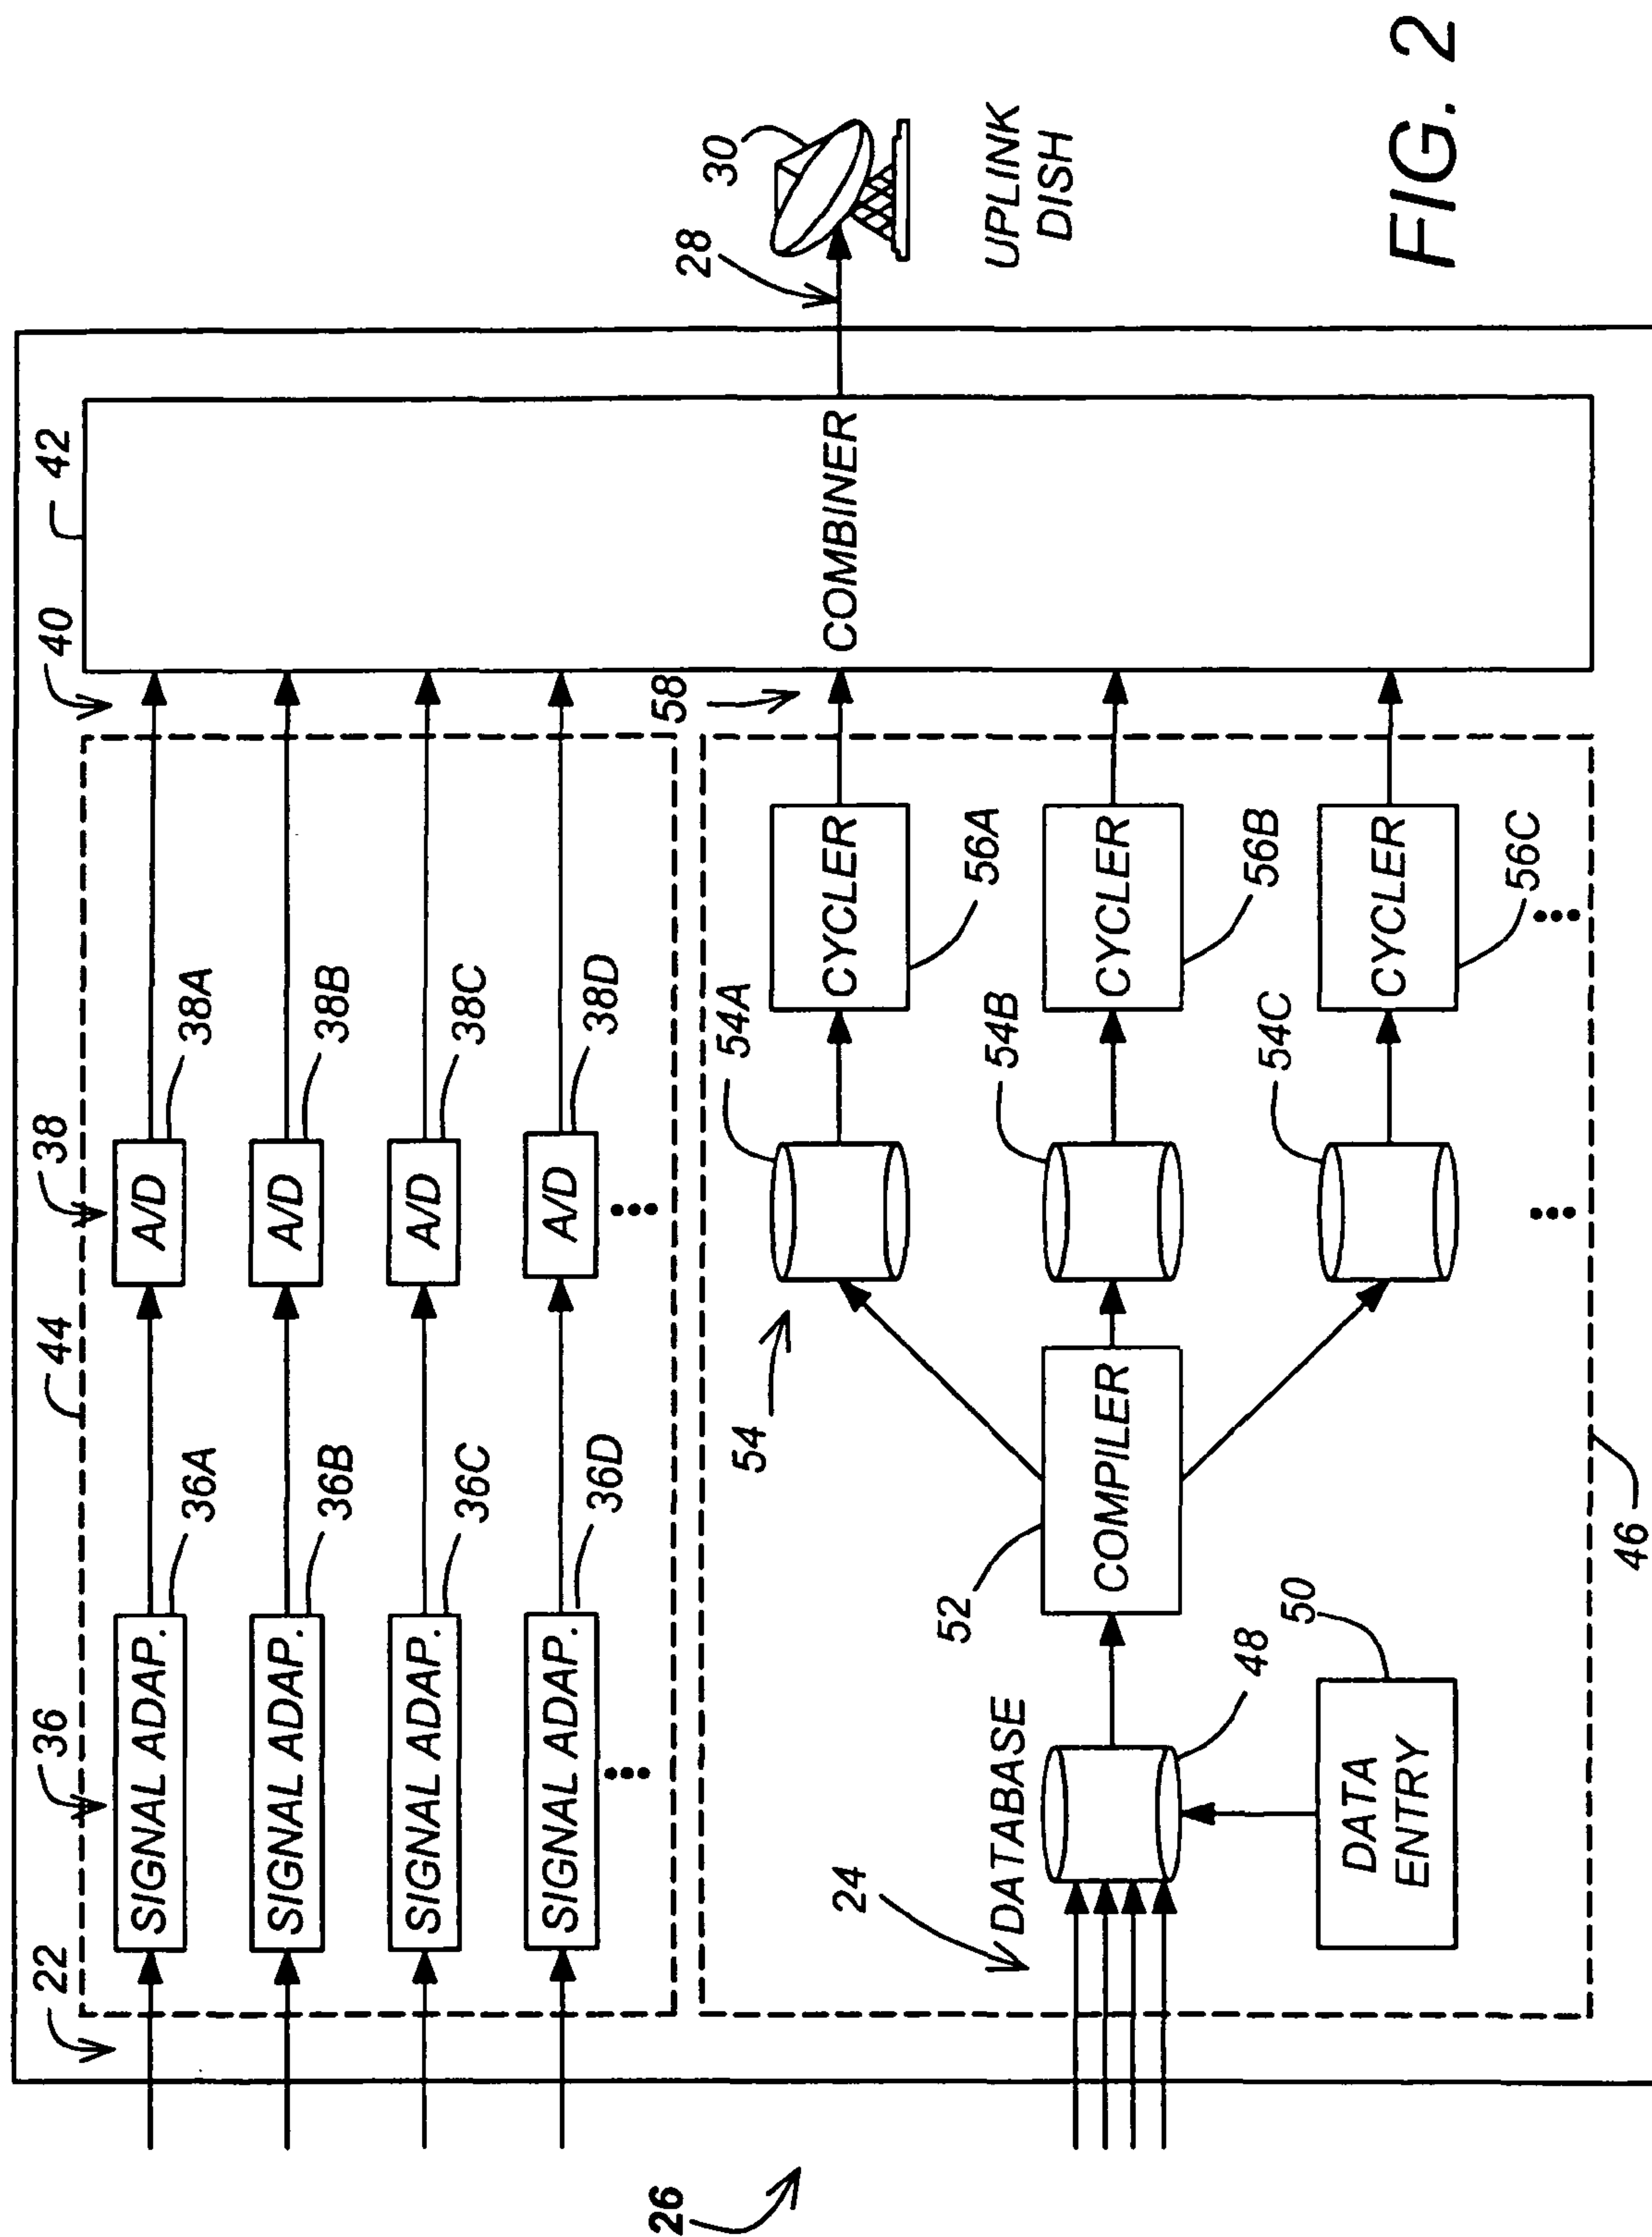 22
36
44
38
40
42
SIGNAL ADAP.
36A
A/D
38A
SIGNAL ADAP.
36B
A/D
38B
SIGNAL ADAP.
36C
A/D
38C
SIGNAL ADAP.
36D
A/D
38D
26
24
DATABASE
48
DATA
ENTRY
50
52
COMPILER
54
54A
54B
54C
CYCLER
56A
CYCLER
56B
CYCLER
56C
46
58
COMBINER
28
30
UPLINK
DISH
FIG. 2